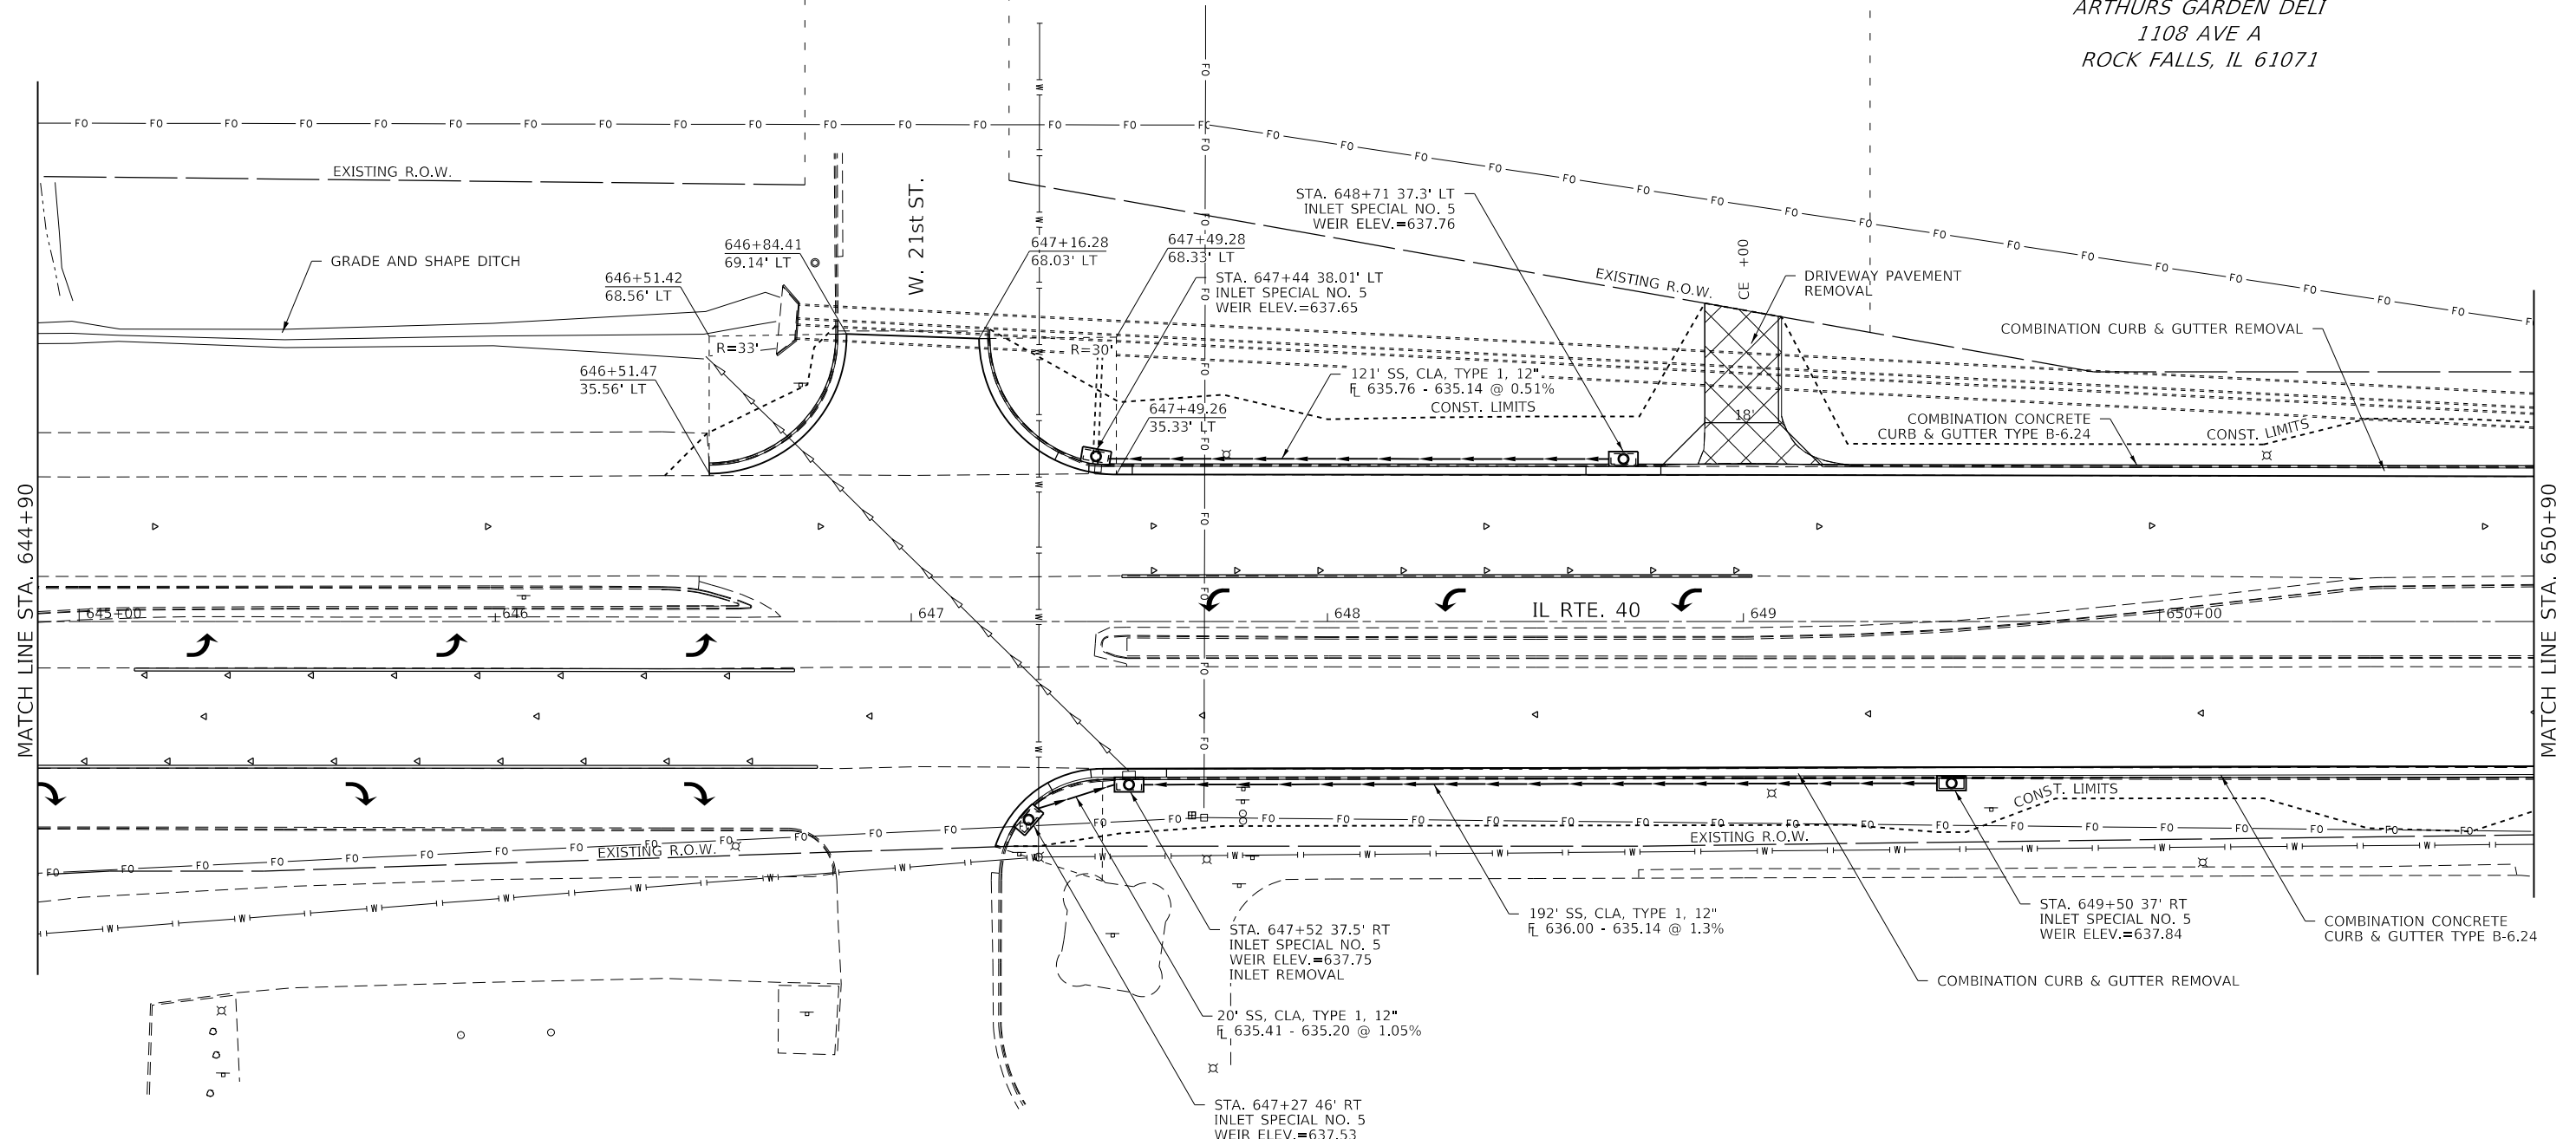 ARTHURS GARDEN DELI
1108 AVE A
ROCK FALLS, IL 61071
EXISTING R.O.W.
GRADE AND SHAPE DITCH
646+51.42
68.56' LT
646+84.41
69.14' LT
W. 21st ST.
647+16.28
68.03' LT
647+49.28
68.33' LT
STA. 647+44 38.01' LT
INLET SPECIAL NO. 5
WEIR ELEV.=637.65
STA. 648+71 37.3' LT
INLET SPECIAL NO. 5
WEIR ELEV.=637.76
EXISTING R.O.W.
CE +00
DRIVEWAY PAVEMENT
REMOVAL
COMBINATION CURB & GUTTER REMOVAL
R=33'
R=30'
646+51.47
35.56' LT
121' SS, CLA, TYPE 1, 12"
FL 635.76 - 635.14 @ 0.51%
CONST. LIMITS
647+49.26
35.33' LT
18'
COMBINATION CONCRETE
CURB & GUTTER TYPE B-6.24
CONST. LIMITS
MATCH LINE STA. 644+90
MATCH LINE STA. 650+90
645+00
646
647
648
IL RTE. 40
649
650+00
CONST. LIMITS
EXISTING R.O.W.
EXISTING R.O.W.
STA. 647+52 37.5' RT
INLET SPECIAL NO. 5
WEIR ELEV.=637.75
INLET REMOVAL
192' SS, CLA, TYPE 1, 12"
FL 636.00 - 635.14 @ 1.3%
STA. 649+50 37' RT
INLET SPECIAL NO. 5
WEIR ELEV.=637.84
COMBINATION CONCRETE
CURB & GUTTER TYPE B-6.24
COMBINATION CURB & GUTTER REMOVAL
20' SS, CLA, TYPE 1, 12"
FL 635.41 - 635.20 @ 1.05%
STA. 647+27 46' RT
INLET SPECIAL NO. 5
WEIR ELEV.=637.53